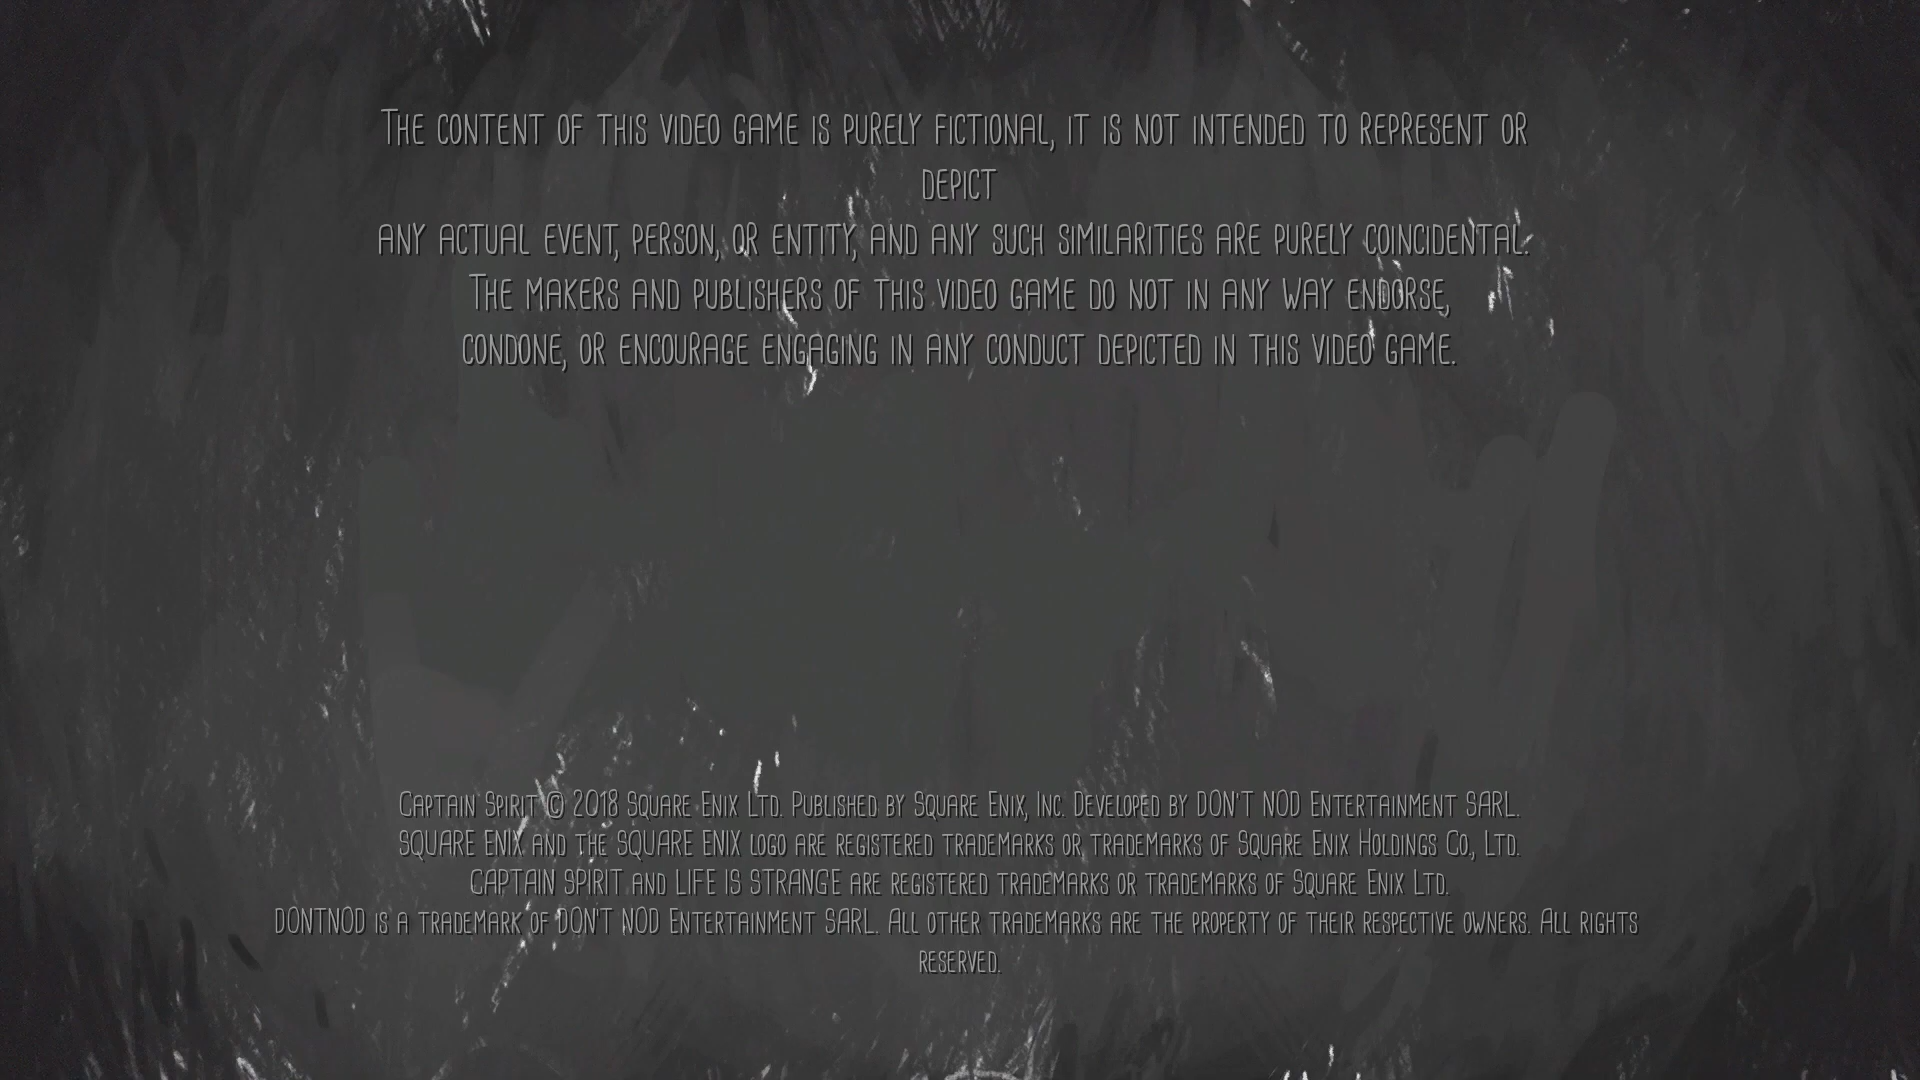 The content of this video game is purely fictional, it is not intended to represent or
depict
any actual event, person, or entity, and any such similarities are purely coincidental.
The makers and publishers of this video game do not in any way endorse,
condone, or encourage engaging in any conduct depicted in this video game.
Captain Spirit © 2018 Square Enix Ltd. Published by Square Enix, Inc. Developed by DON'T NOD Entertainment SARL.
SQUARE ENIX and the SQUARE ENIX logo are registered trademarks or trademarks of Square Enix Holdings Co., Ltd.
CAPTAIN SPIRIT and LIFE IS STRANGE are registered trademarks or trademarks of Square Enix Ltd.
DONTNOD is a trademark of DON'T NOD Entertainment SARL. All other trademarks are the property of their respective owners. All rights
reserved.